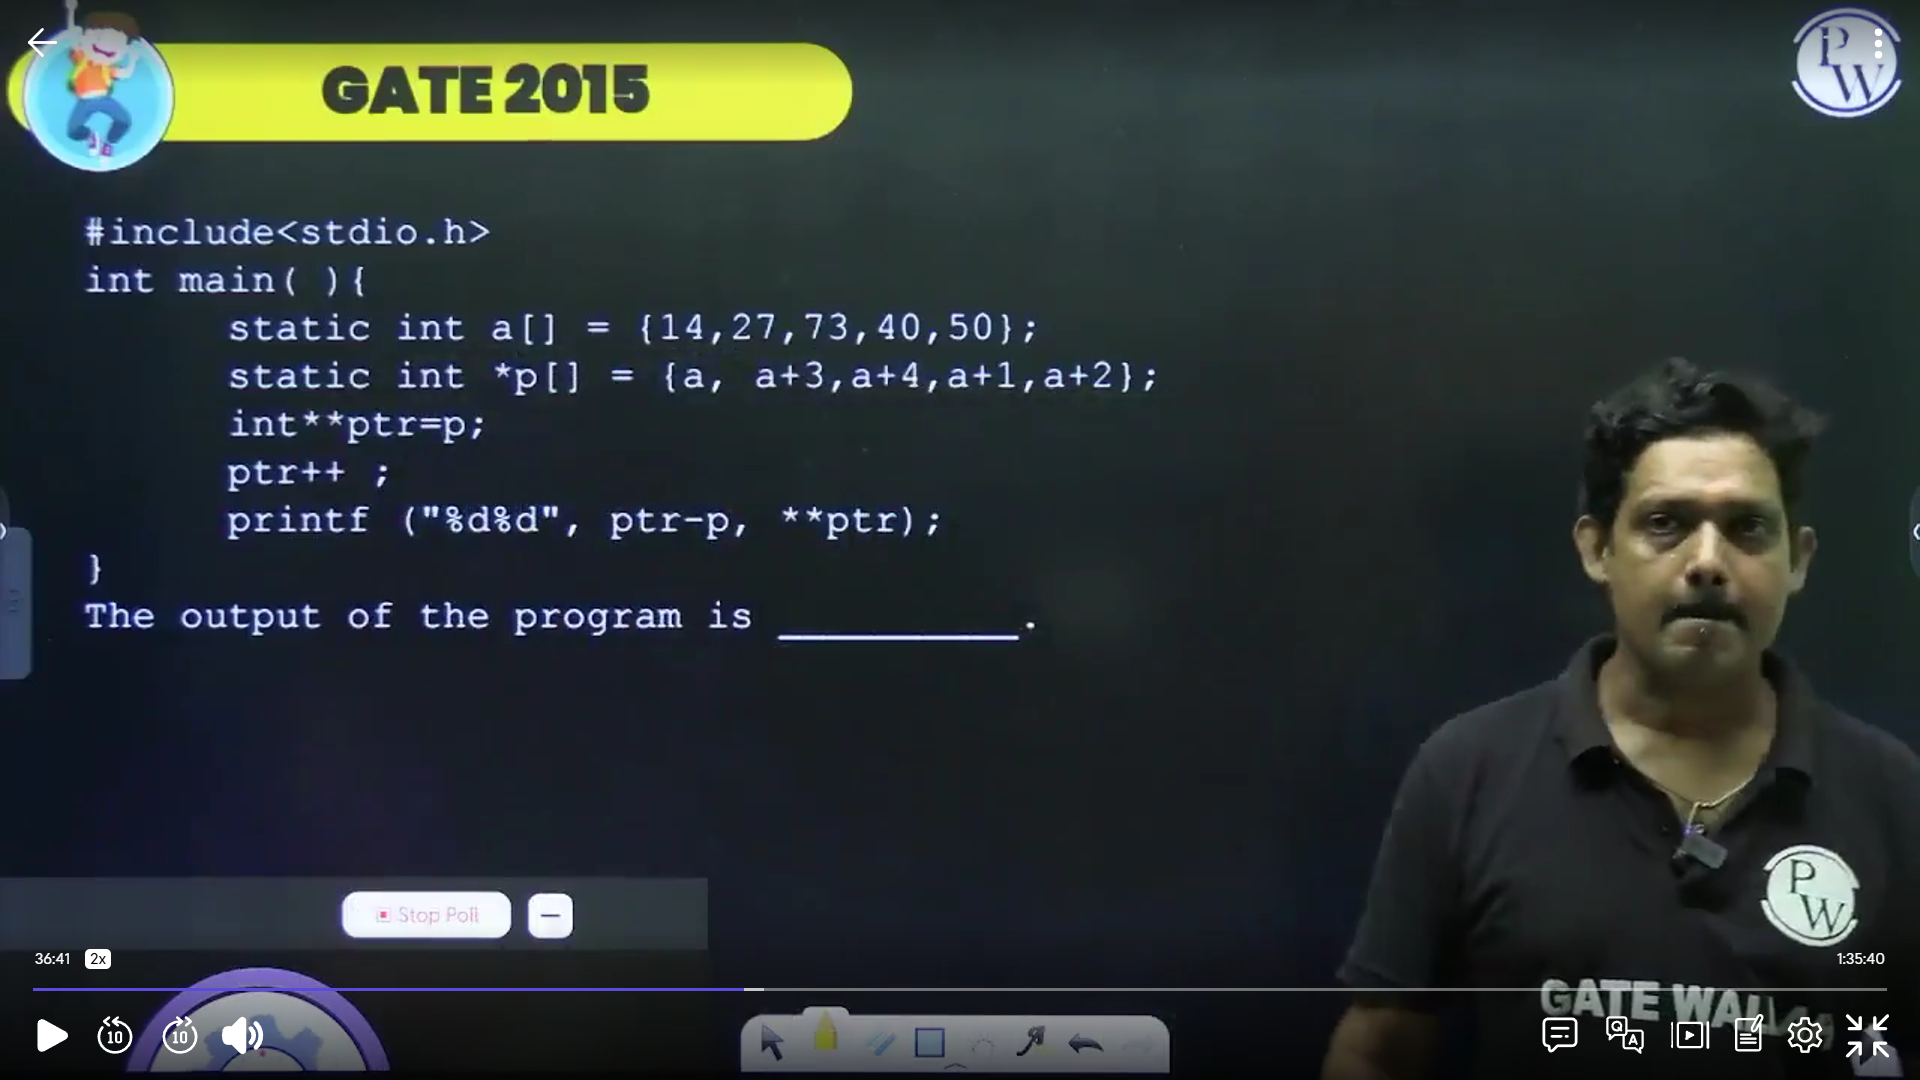 GATE 2015
PW
#include<stdio.h>
int main( ){
static int a[] = {14,27,73,40,50};
static int *p[] = {a, a+3,a+4,a+1,a+2};
int**ptr=p;
ptr++ ;
printf ("%d%d", ptr-p, **ptr);
}
The output of the program is __________.
Stop Poll
PW
36:41 2x
1:35:40
GATE
10
10